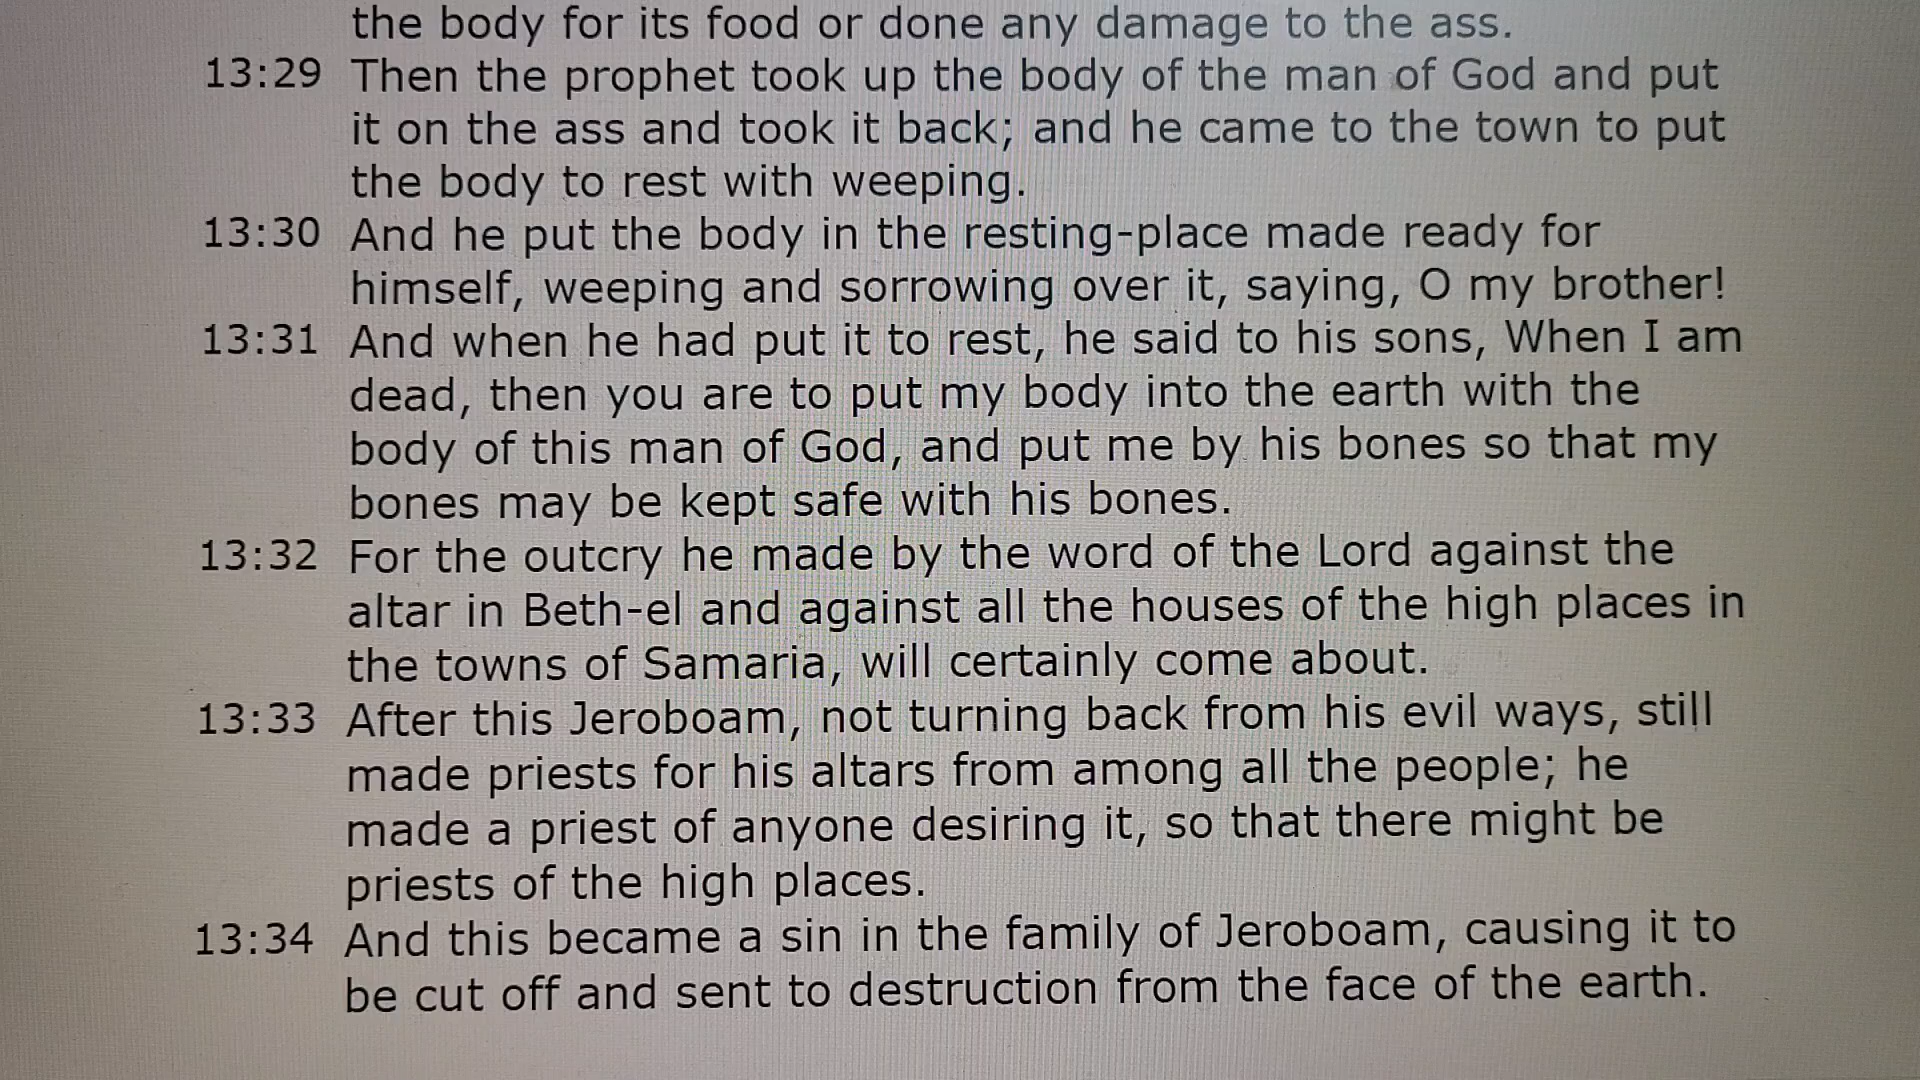 the body for its food or done any damage to the ass.
13:29 Then the prophet took up the body of the man of God and put
it on the ass and took it back; and he came to the town to put
the body to rest with weeping.
13:30 And he put the body in the resting-place made ready for
himself, weeping and sorrowing over it, saying, O my brother!
13:31 And when he had put it to rest, he said to his sons, When I am
dead, then you are to put my body into the earth with the
body of this man of God, and put me by his bones so that my
bones may be kept safe with his bones.
13:32 For the outcry he made by the word of the Lord against the
altar in Beth-el and against all the houses of the high places in
the towns of Samaria, will certainly come about.
13:33 After this Jeroboam, not turning back from his evil ways, still
made priests for his altars from among all the people; he
made a priest of anyone desiring it, so that there might be
priests of the high places.
13:34 And this became a sin in the family of Jeroboam, causing it to
be cut off and sent to destruction from the face of the earth.